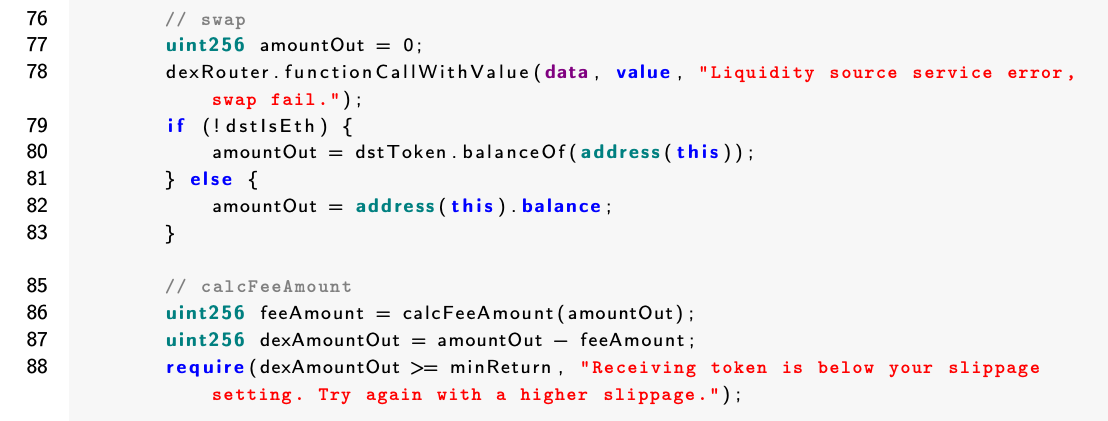 76 // swap
77 uint256 amountOut = 0;
78 dexRouter.functionCallWithValue(data, value, "Liquidity source service error,
swap fail.");
79 if (!dstIsEth) {
80 amountOut = dstToken.balanceOf(address(this));
81 } else {
82 amountOut = address(this).balance;
83 }
85 // calcFeeAmount
86 uint256 feeAmount = calcFeeAmount(amountOut);
87 uint256 dexAmountOut = amountOut − feeAmount;
88 require(dexAmountOut >= minReturn, "Receiving token is below your slippage
setting. Try again with a higher slippage.");